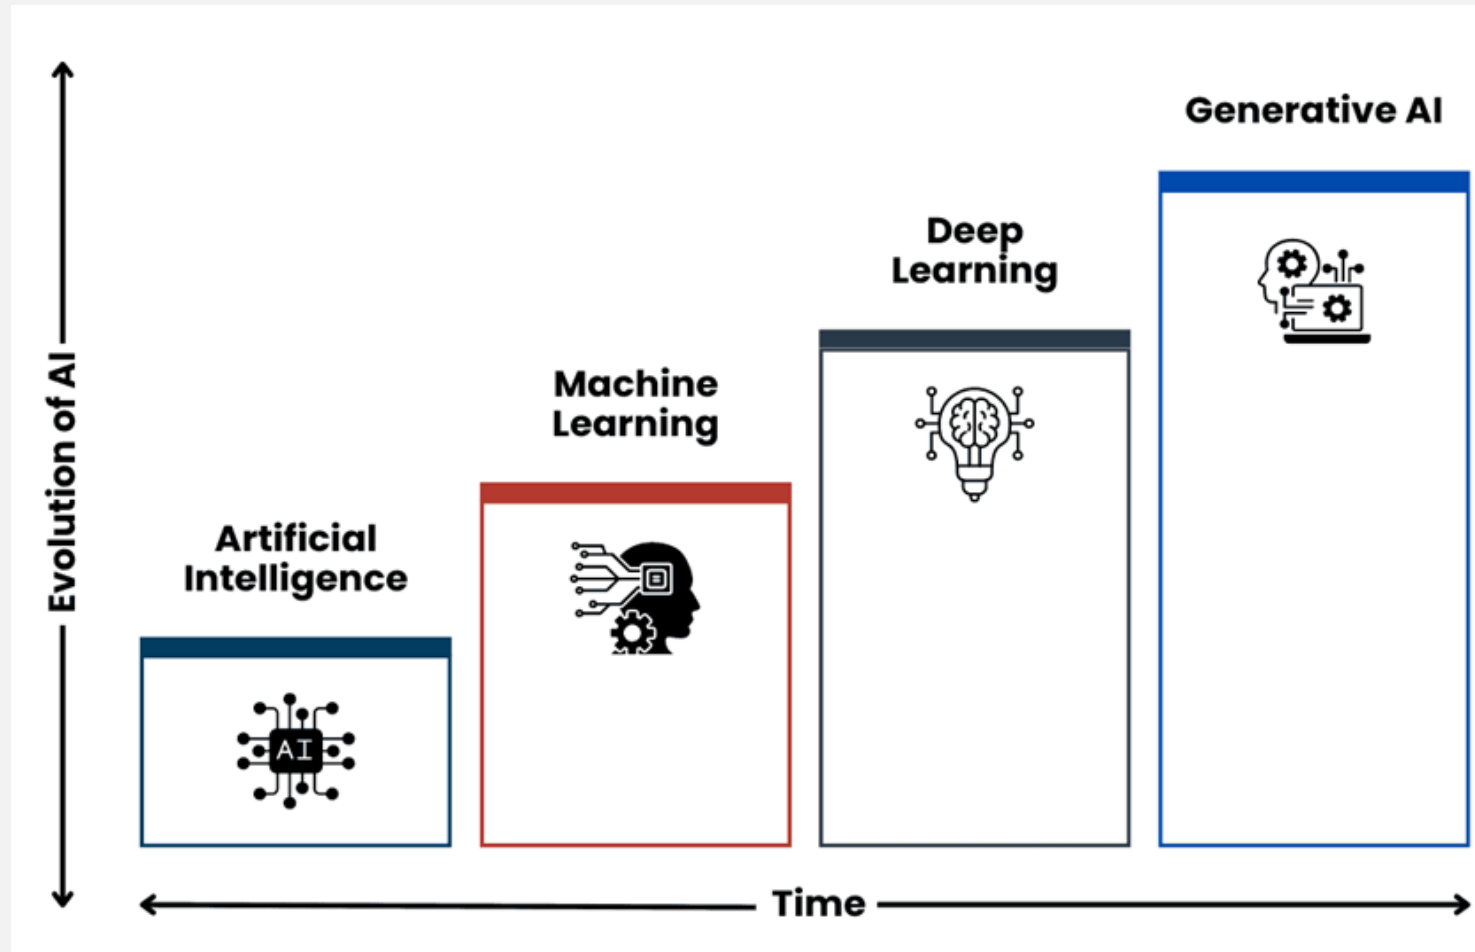 Generative AI
Deep
Learning
Machine
Learning
Artificial
Intelligence
AI
Evolution of AI
Time